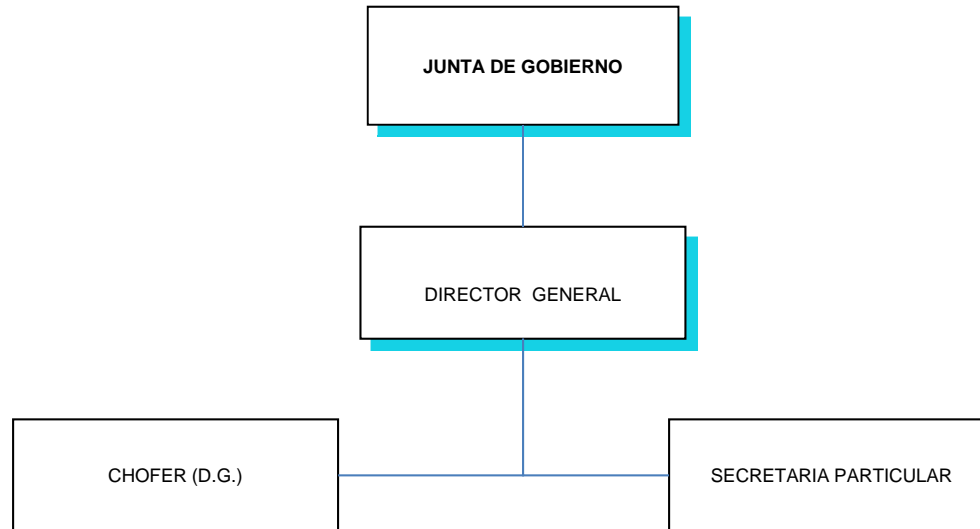 JUNTA DE GOBIERNO
DIRECTOR GENERAL
CHOFER (D.G.)
SECRETARIA PARTICULAR